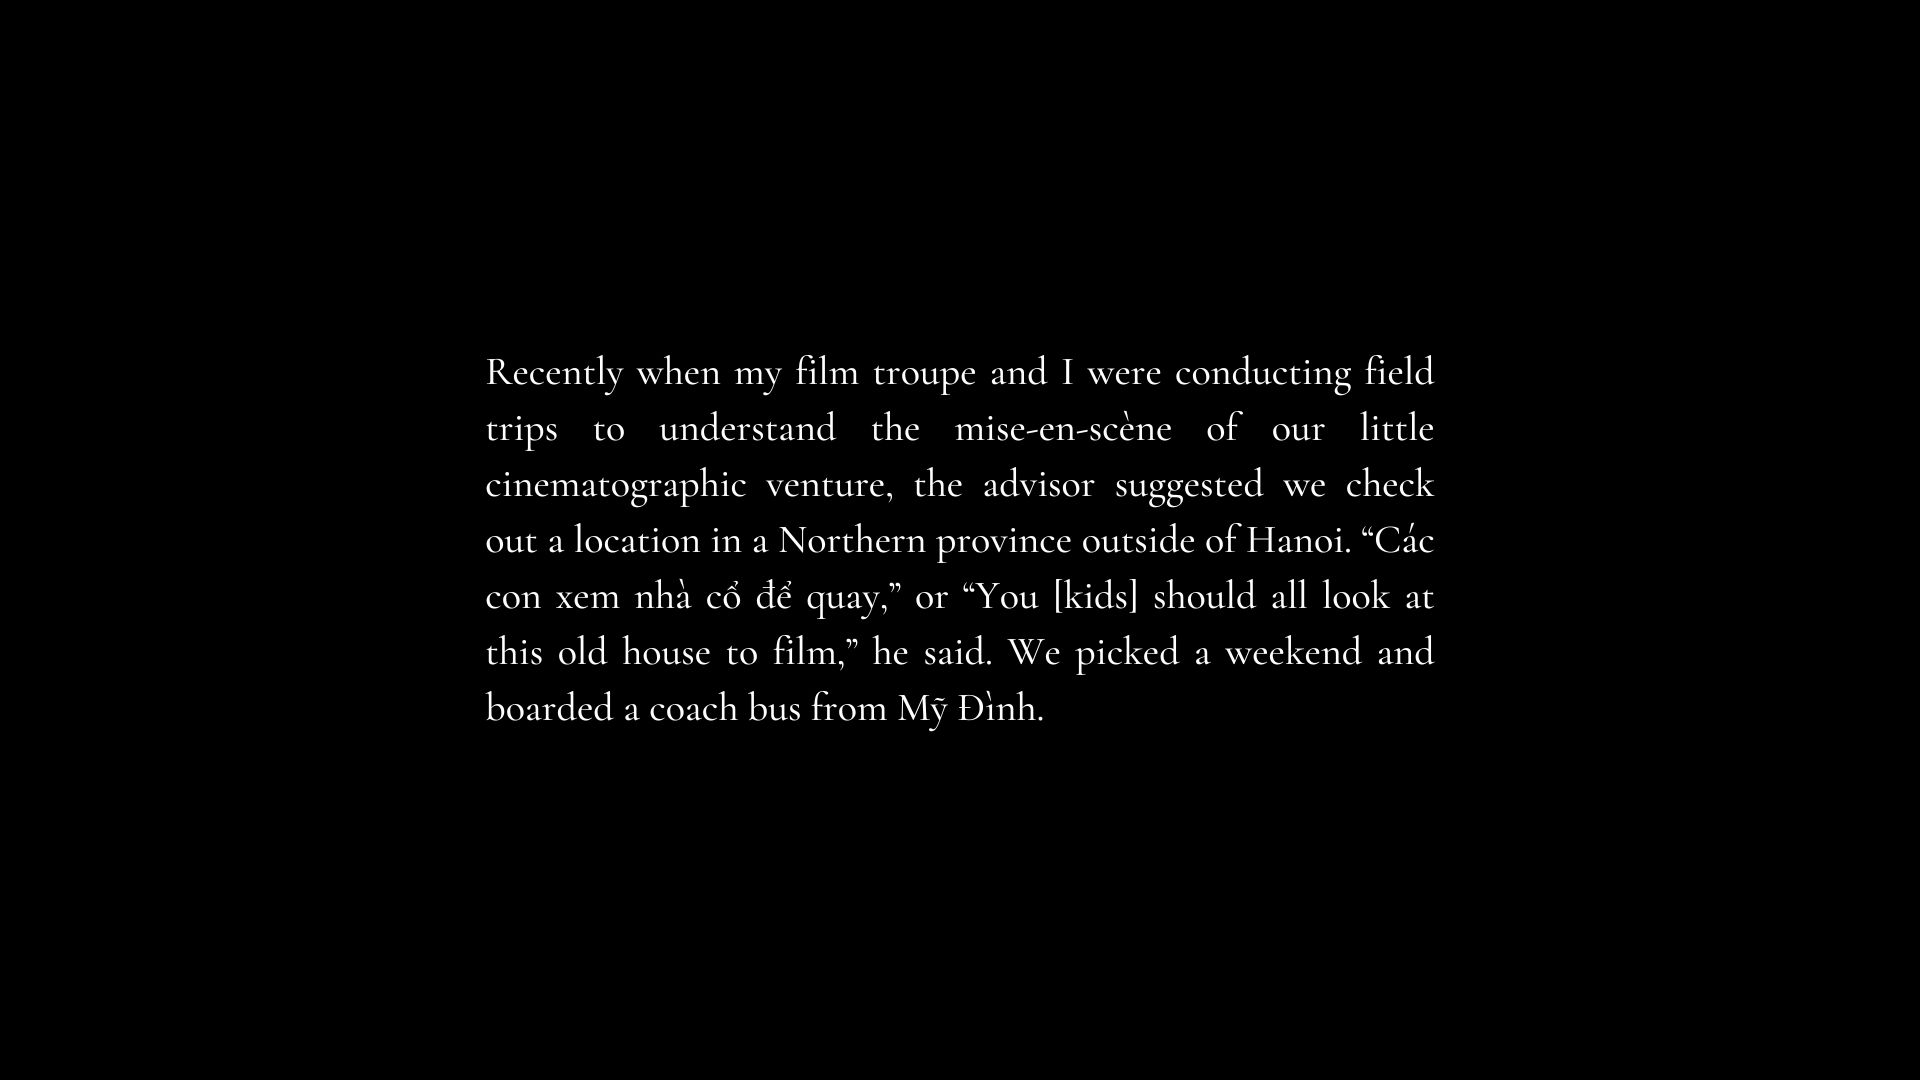 Recently when my film troupe and I were conducting field
trips to understand the mise-en-scène of our little
cinematographic venture, the advisor suggested we check
out a location in a Northern province outside of Hanoi. “Các
con xem nhà cổ để quay,” or “You [kids] should all look at
this old house to film,” he said. We picked a weekend and
boarded a coach bus from Mỹ Đình.